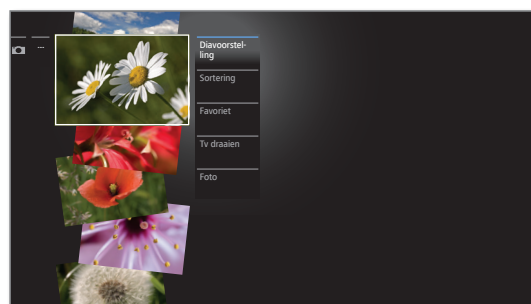 ...
Diavoorstel-
ling
Sortering
Favoriet
Tv draaien
Foto